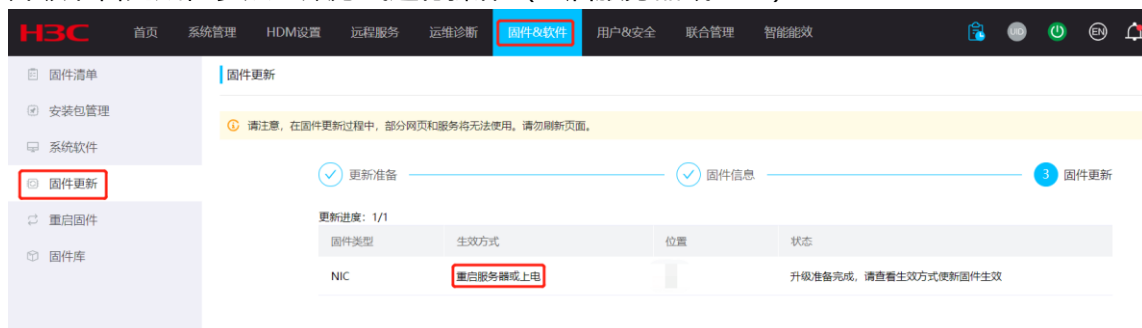 H3C 首页 系统管理 HDM设置 远程服务 运维诊断 固件&软件 用户&安全 联合管理 智能能效 UID EN
固件清单
安装包管理
系统软件
固件更新
重启固件
固件库
固件更新
请注意，在固件更新过程中，部分网页和服务将无法使用。请勿刷新页面。
更新准备 固件信息 3 固件更新
更新进度：1/1
固件类型 生效方式 位置 状态
NIC 重启服务器或上电 升级准备完成，请查看生效方式使新固件生效